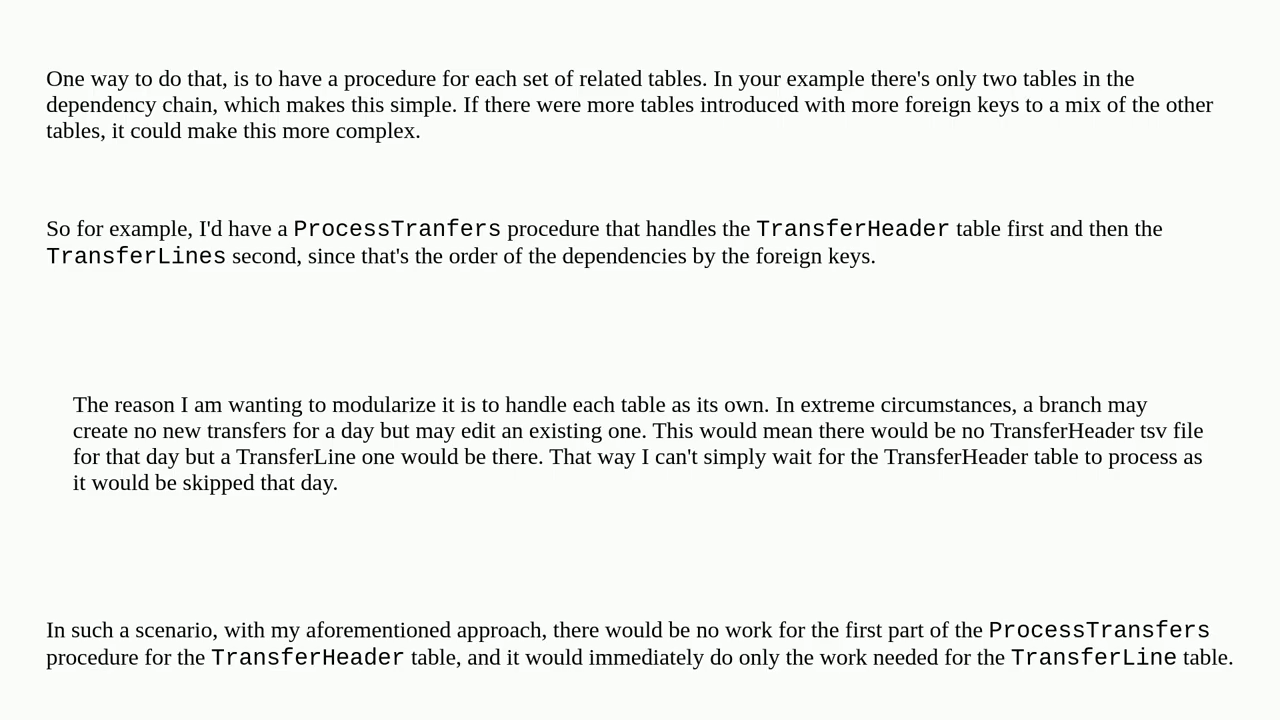 One way to do that, is to have a procedure for each set of related tables. In your example there's only two tables in the
dependency chain, which makes this simple. If there were more tables introduced with more foreign keys to a mix of the other
tables, it could make this more complex.
So for example, I'd have a ProcessTranfers procedure that handles the TransferHeader table first and then the
TransferLines second, since that's the order of the dependencies by the foreign keys.
The reason I am wanting to modularize it is to handle each table as its own. In extreme circumstances, a branch may
create no new transfers for a day but may edit an existing one. This would mean there would be no TransferHeader tsv file
for that day but a TransferLine one would be there. That way I can't simply wait for the TransferHeader table to process as
it would be skipped that day.
In such a scenario, with my aforementioned approach, there would be no work for the first part of the ProcessTransfers
procedure for the TransferHeader table, and it would immediately do only the work needed for the TransferLine table.